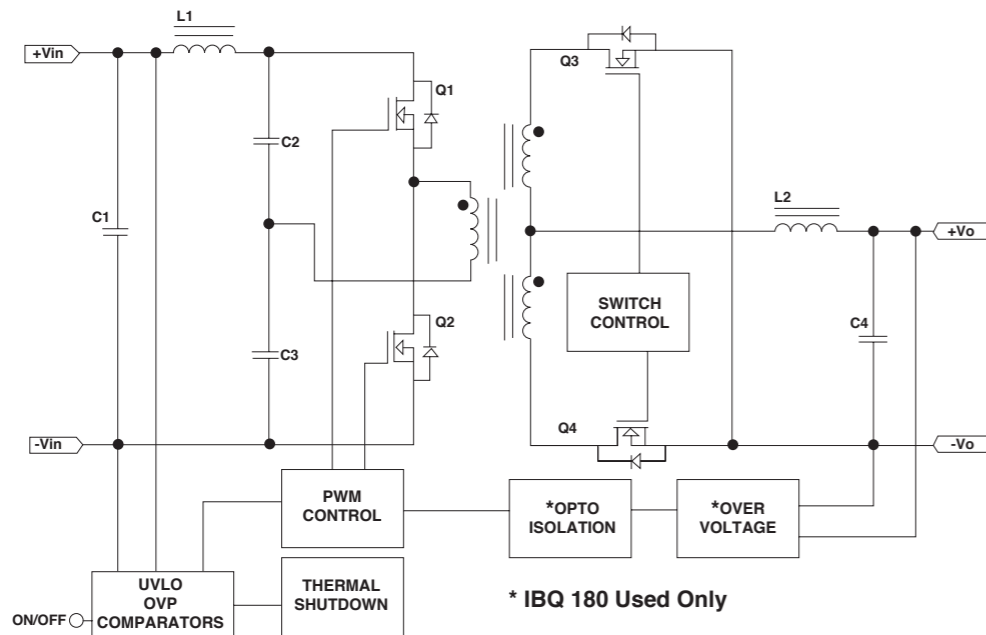 L1
+Vin
Q3
Q1
C2
C1
L2
+Vo
SWITCH
CONTROL
Q2
C4
C3
Q4
-Vin
-Vo
PWM
CONTROL
*OPTO
ISOLATION
*OVER
VOLTAGE
UVLO
OVP
COMPARATORS
THERMAL
SHUTDOWN
* IBQ 180 Used Only
ON/OFF